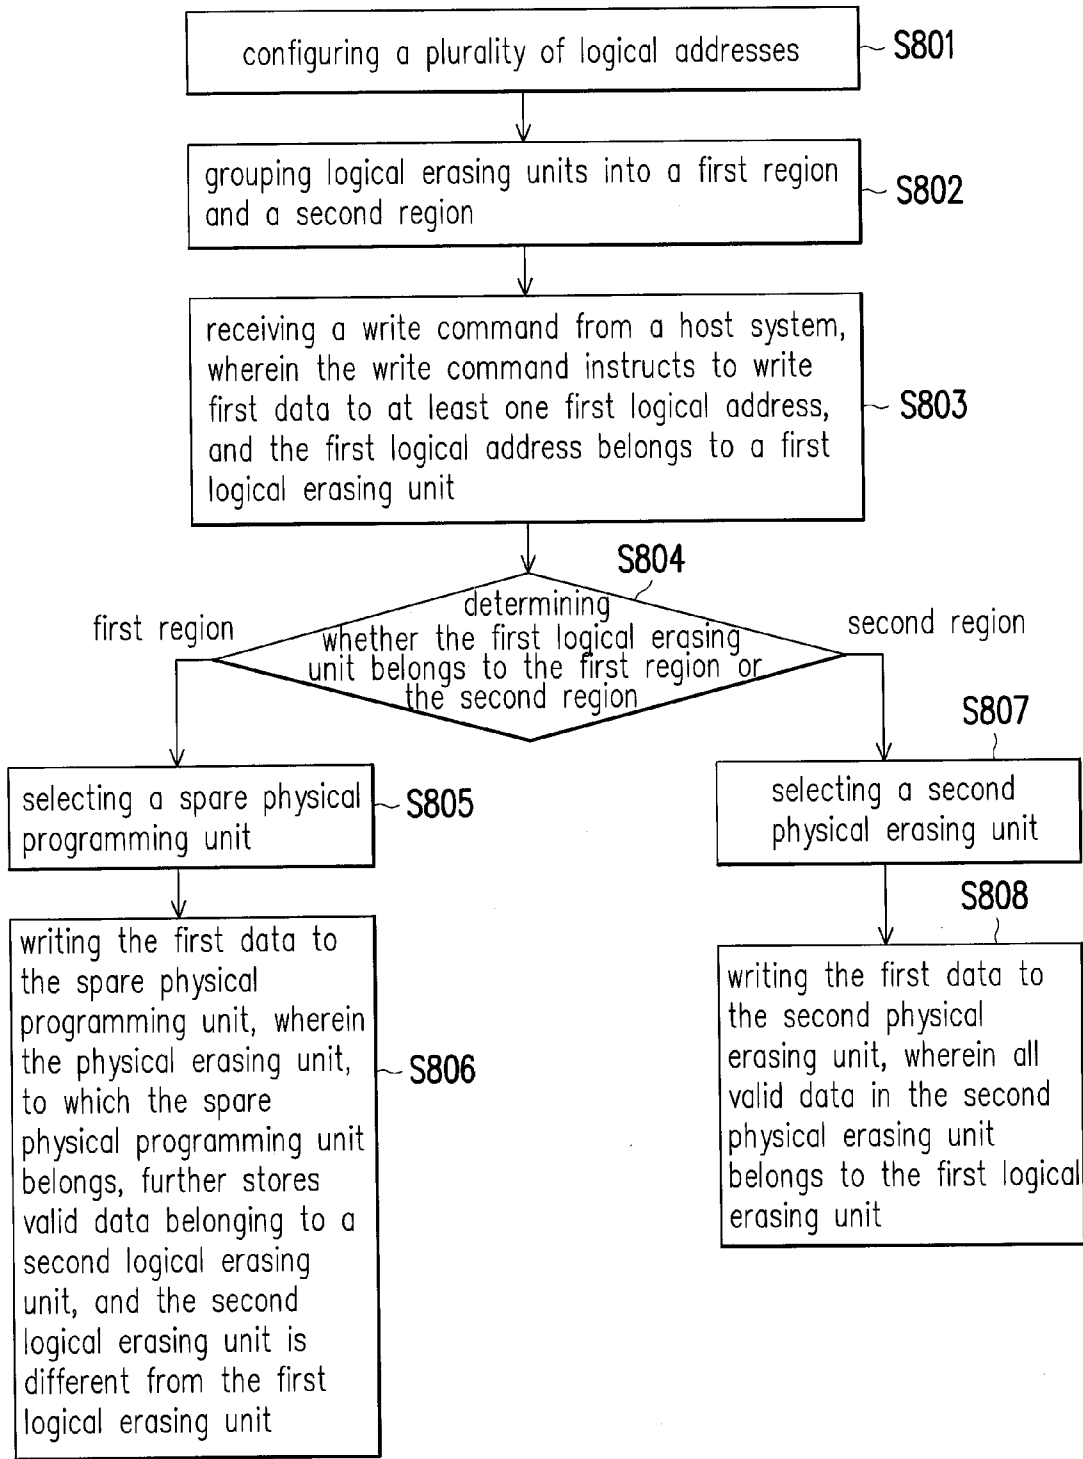 configuring a plurality of logical addresses
S801
grouping logical erasing units into a first region
and a second region
S802
receiving a write command from a host system,
wherein the write command instructs to write
first data to at least one first logical address,
and the first logical address belongs to a first
logical erasing unit
S803
S804
determining
whether the first logical erasing
unit belongs to the first region or
the second region
first region
second region
selecting a spare physical
programming unit
S805
writing the first data to
the spare physical
programming unit, wherein
the physical erasing unit,
to which the spare
physical programming unit
belongs, further stores
valid data belonging to a
second logical erasing
unit, and the second
logical erasing unit is
different from the first
logical erasing unit
S806
S807
selecting a second
physical erasing unit
S808
writing the first data to
the second physical
erasing unit, wherein all
valid data in the second
physical erasing unit
belongs to the first logical
erasing unit